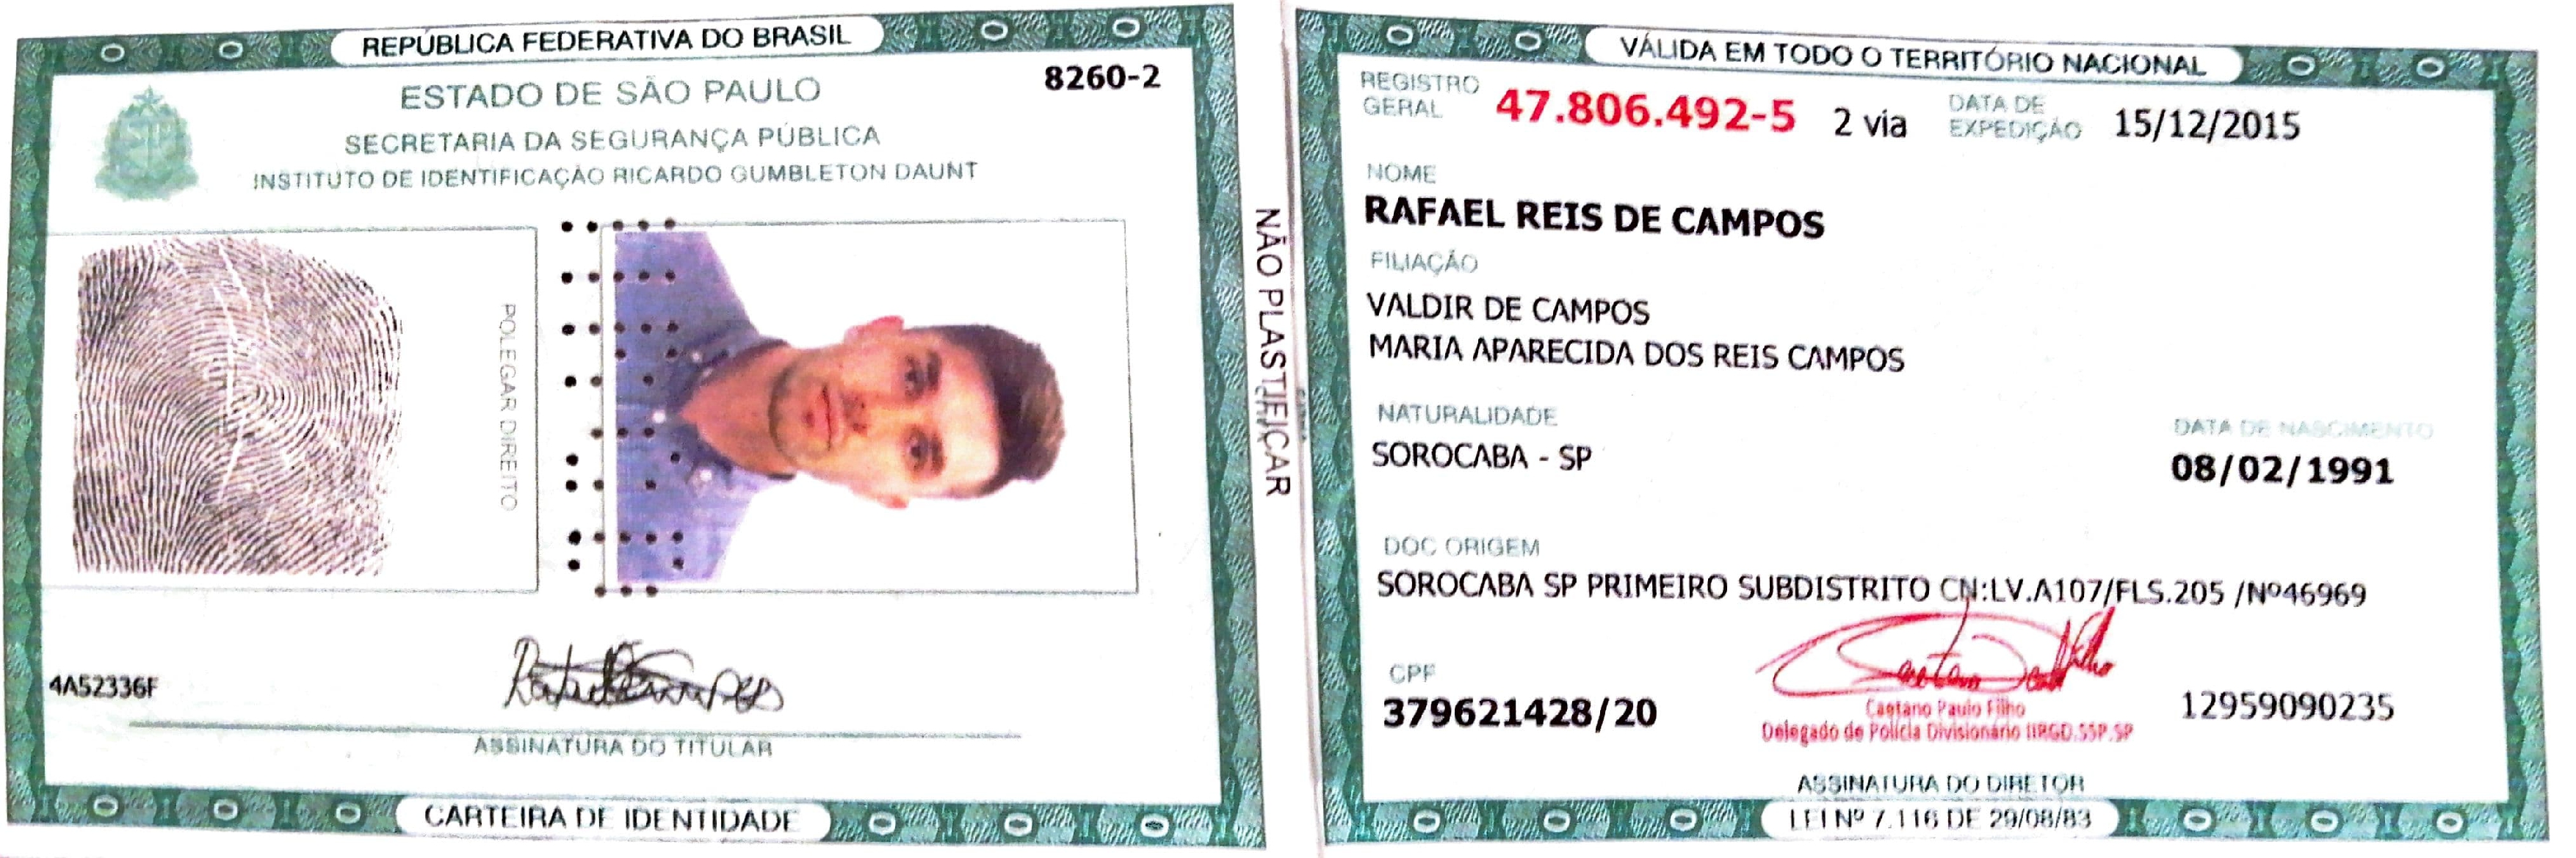 REPÚBLICA FEDERATIVA DO BRASIL
8260-2
ESTADO DE SÃO PAULO
SECRETARIA DA SEGURANÇA PÚBLICA
INSTITUTO DE IDENTIFICAÇÃO RICARDO GUMBLETON DAUNT
POLEGAR DIREITO
4A52336F
ASSINATURA DO TITULAR
CARTEIRA DE IDENTIDADE
NÃO PLASTIFICAR
VÁLIDA EM TODO O TERRITÓRIO NACIONAL
REGISTRO GERAL 47.806.492-5 2 via DATA DE EXPEDIÇÃO 15/12/2015
NOME
RAFAEL REIS DE CAMPOS
FILIAÇÃO
VALDIR DE CAMPOS
MARIA APARECIDA DOS REIS CAMPOS
NATURALIDADE
SOROCABA - SP
DATA DE NASCIMENTO
08/02/1991
DOC ORIGEM
SOROCABA SP PRIMEIRO SUBDISTRITO CN:LV.A107/FLS.205 /Nº46969
CPF
379621428/20
Caetano Paulo Filho
Delegado de Polícia Divisionário IIRGD.SSP.SP
12959090235
ASSINATURA DO DIRETOR
LEI Nº 7.116 DE 29/08/83